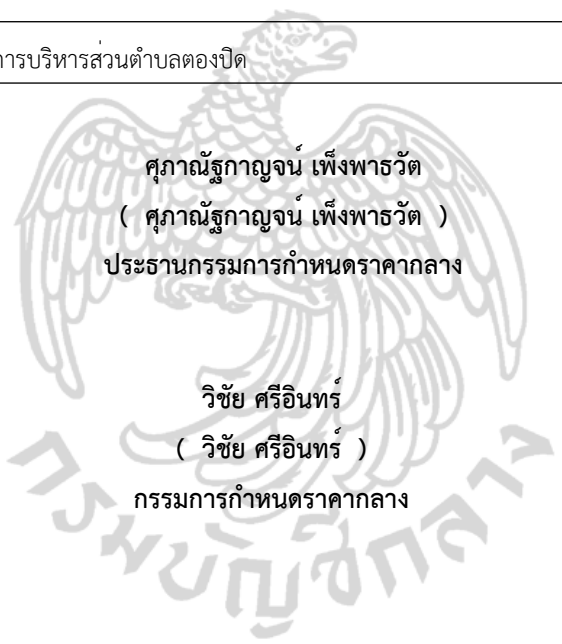 การบริหารส่วนตำบลตองปิด
ศุภาณัฐกาญจน์ เพ็งพาธวัต
( ศุภาณัฐกาญจน์ เพ็งพาธวัต )
ประธานกรรมการกำหนดราคากลาง
วิชัย ศรีอินทร์
( วิชัย ศรีอินทร์ )
กรรมการกำหนดราคากลาง
กรมบัญชีกลาง